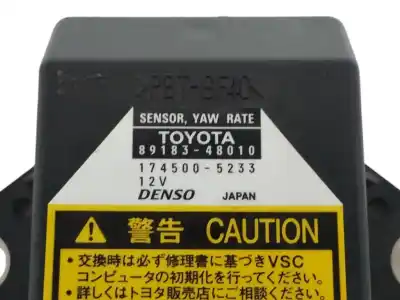 >PBT-GF40<
SENSOR, YAW RATE
TOYOTA
89183-48010
174500-5233
12V
DENSO JAPAN
警告 CAUTION
・交換時は必ず修理書に基づきVSC
コンピュータの初期化を行ってください。
・詳しくはトヨタ販売店にご相談ください。